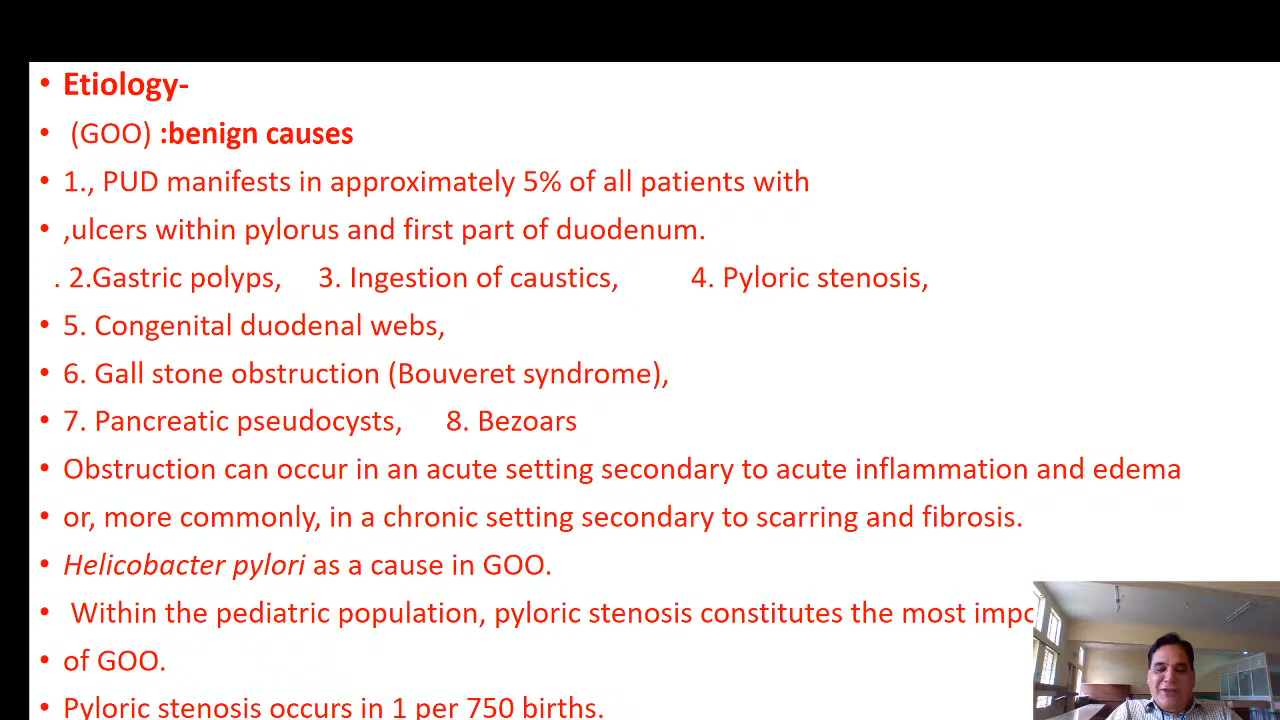 • Etiology-
• (GOO) :benign causes
• 1., PUD manifests in approximately 5% of all patients with
• ,ulcers within pylorus and first part of duodenum.
. 2.Gastric polyps, 3. Ingestion of caustics, 4. Pyloric stenosis,
• 5. Congenital duodenal webs,
• 6. Gall stone obstruction (Bouveret syndrome),
• 7. Pancreatic pseudocysts, 8. Bezoars
• Obstruction can occur in an acute setting secondary to acute inflammation and edema
• or, more commonly, in a chronic setting secondary to scarring and fibrosis.
• Helicobacter pylori as a cause in GOO.
• Within the pediatric population, pyloric stenosis constitutes the most
• of GOO.
• Pyloric stenosis occurs in 1 per 750 births.